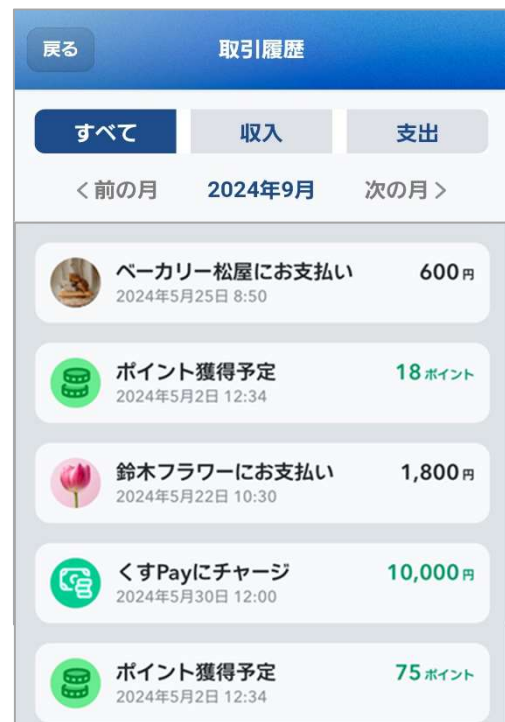 戻る 取引履歴
すべて 収入 支出
<前の月 2024年9月 次の月>
ベーカリー松屋にお支払い 600円
2024年5月25日 8:50
ポイント獲得予定 18ポイント
2024年5月2日 12:34
鈴木フラワーにお支払い 1,800円
2024年5月22日 10:30
くすPayにチャージ 10,000円
2024年5月30日 12:00
ポイント獲得予定 75ポイント
2024年5月2日 12:34